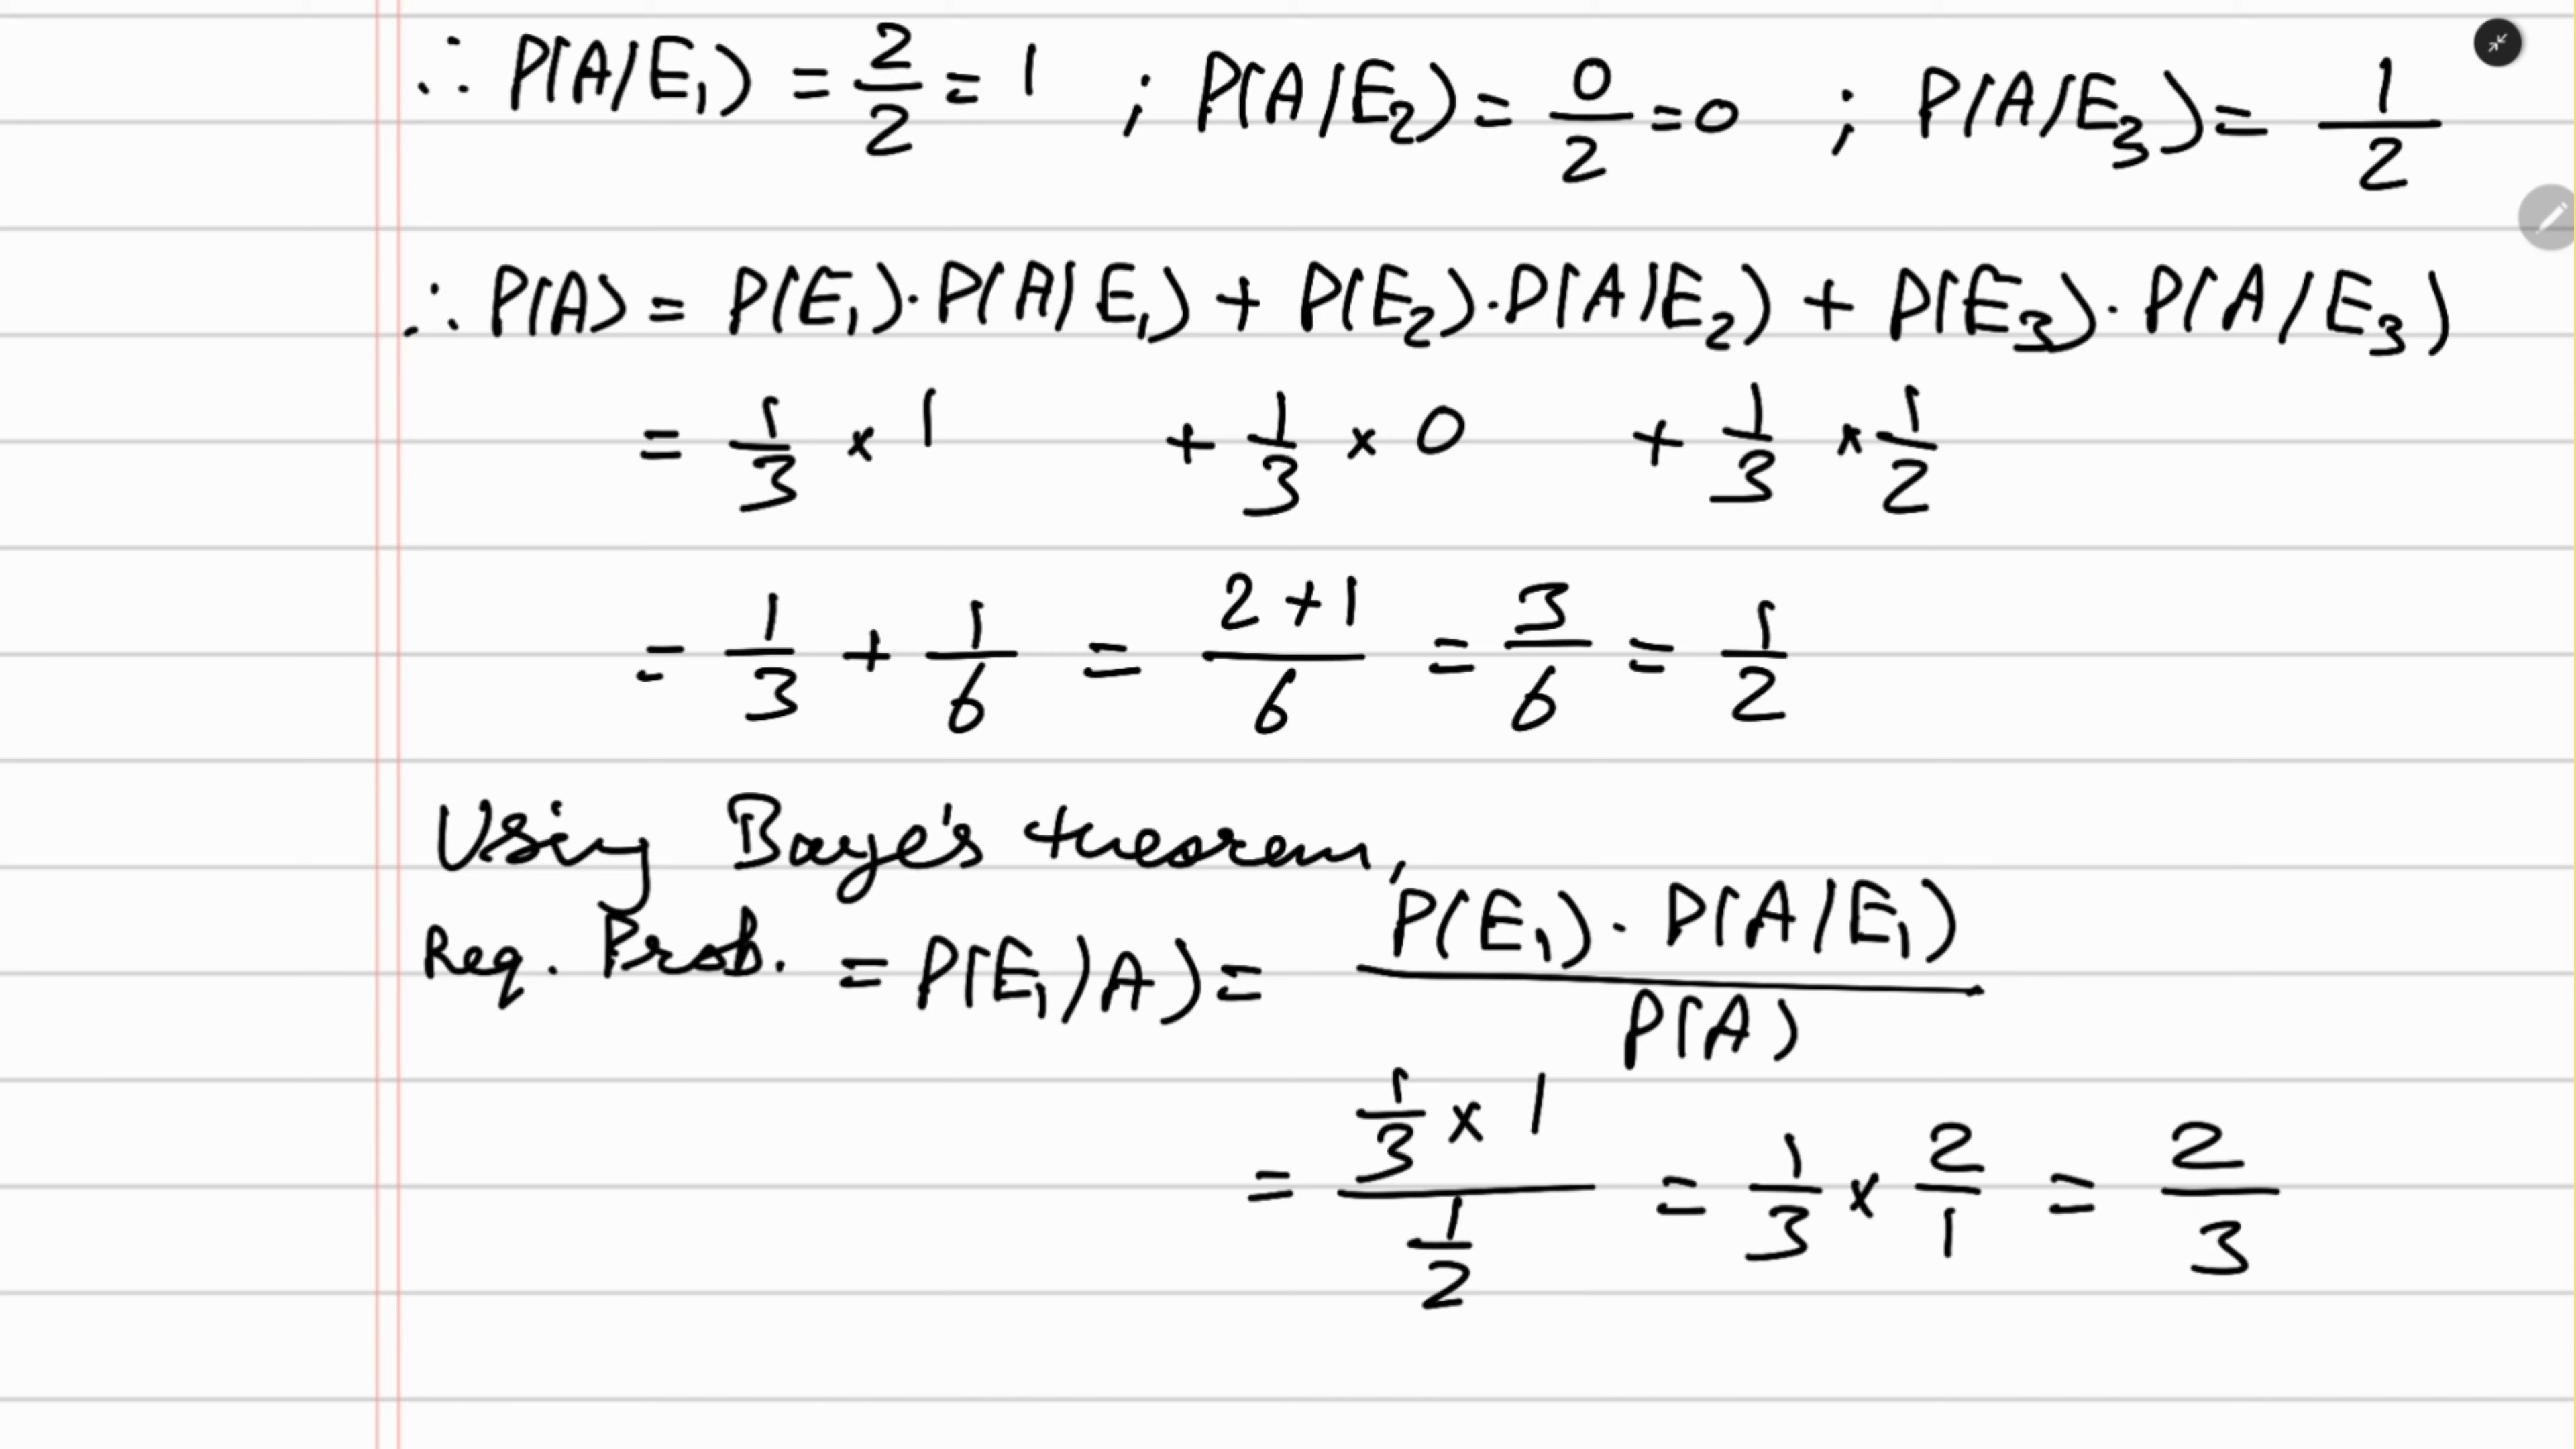 ∴ P(A/E₁) = 2/2 = 1 ; P(A/E₂) = 0/2 = 0 ; P(A/E₃) = 1/2
∴ P(A) = P(E₁)·P(A/E₁) + P(E₂)·P(A/E₂) + P(E₃)·P(A/E₃)
= 1/3 × 1 + 1/3 × 0 + 1/3 × 1/2
= 1/3 + 1/6 = (2+1)/6 = 3/6 = 1/2
Using Baye's theorem,
Req. Prob. = P(E₁/A) = (P(E₁)·P(A/E₁))/P(A)
= (1/3 × 1)/(1/2) = 1/3 × 2/1 = 2/3